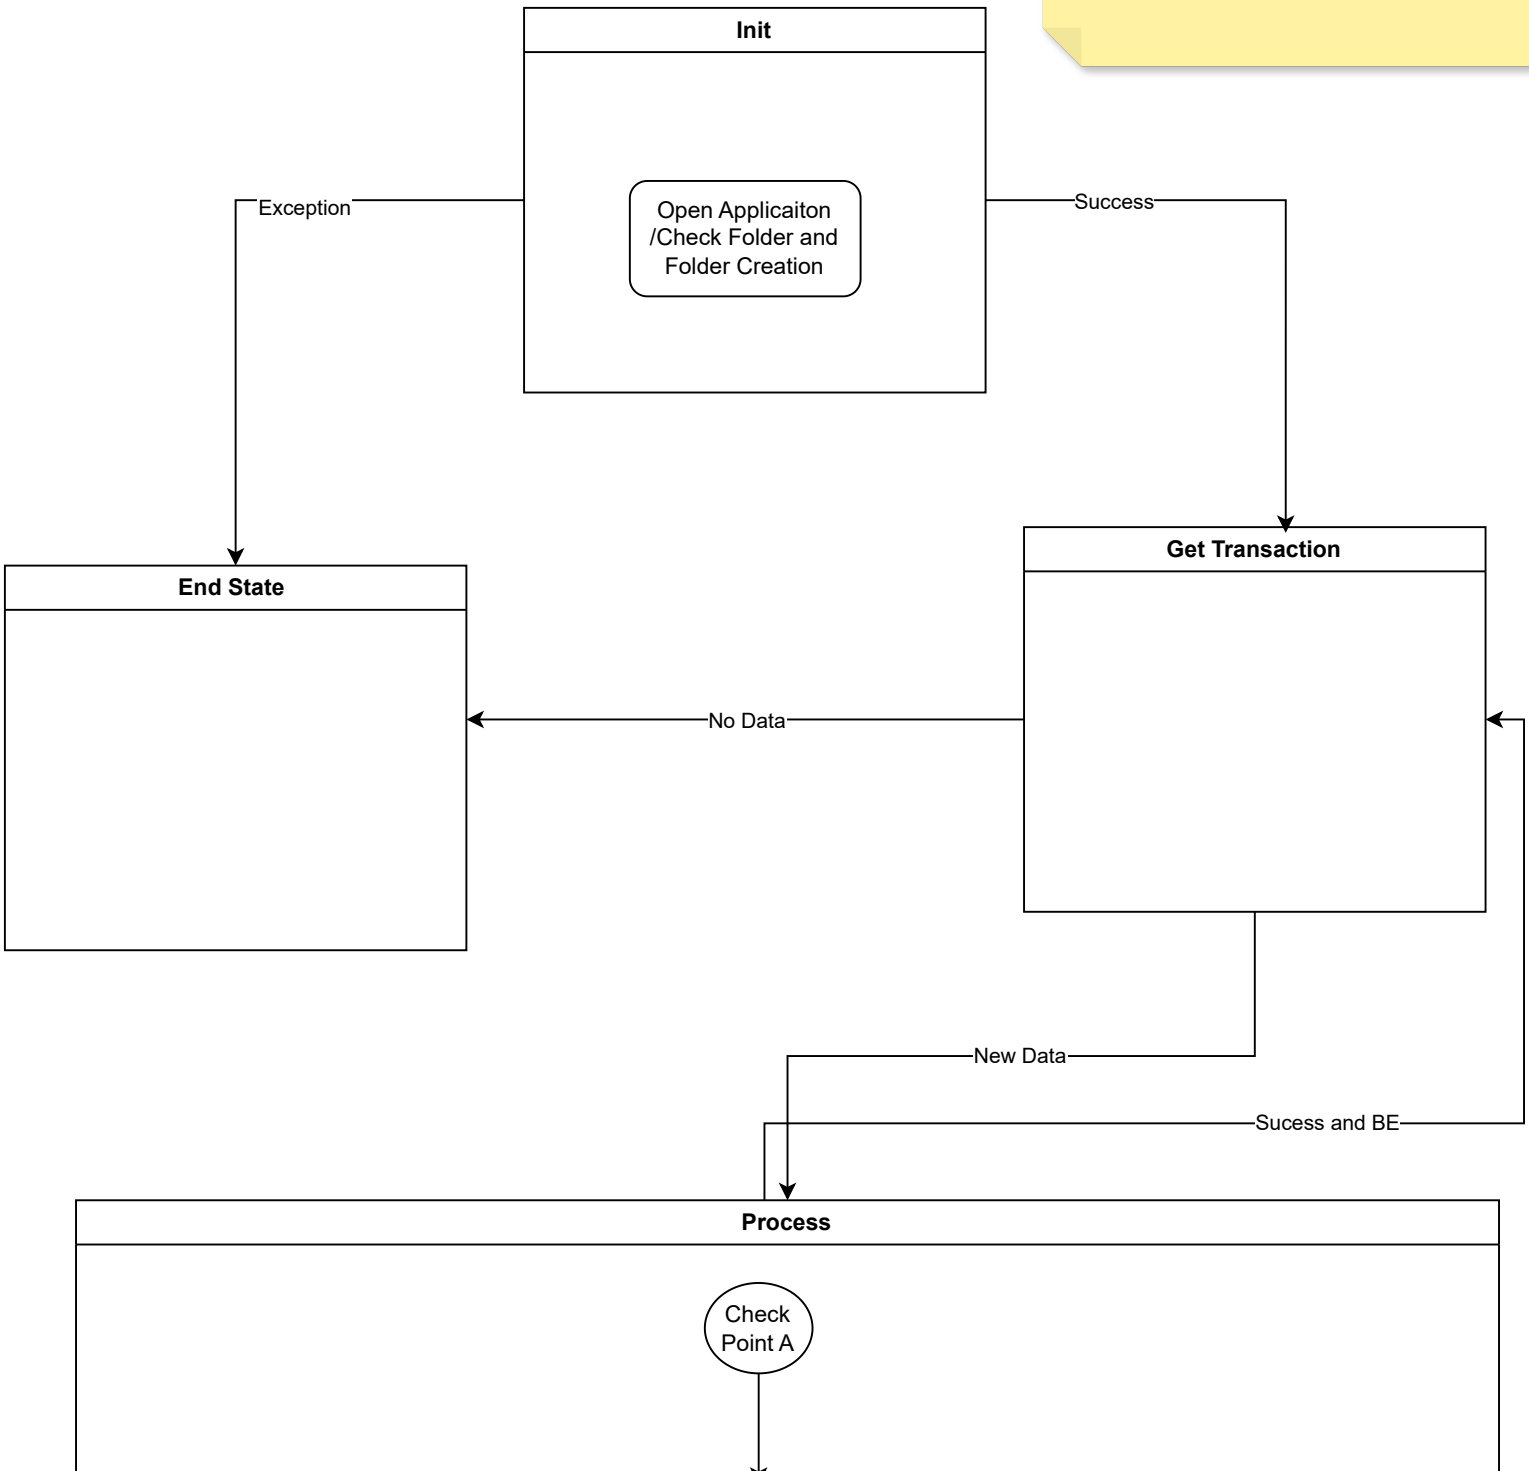 Init
Open Applicaiton
/Check Folder and
Folder Creation
Exception
Success
Get Transaction
End State
No Data
New Data
Sucess and BE
Process
Check
Point A